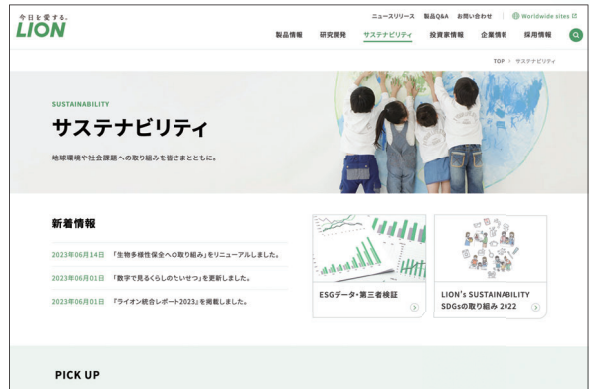 今日を愛する。
LION
ニュースリリース 製品Q&A お問い合わせ Worldwide sites
製品情報 研究開発 サステナビリティ 投資家情報 企業情報 採用情報
TOP › サステナビリティ
SUSTAINABILITY
サステナビリティ
地球環境や社会課題への取り組みを皆さまとともに。
新着情報
2023年06月14日 「生物多様性保全への取り組み」をリニューアルしました。
2023年06月01日 「数字で見るくらしのたいせつ」を更新しました。
2023年06月01日 『ライオン統合レポート2023』を掲載しました。
ESGデータ・第三者検証
LION's SUSTAINABILITY
SDGsの取り組み 2022
PICK UP